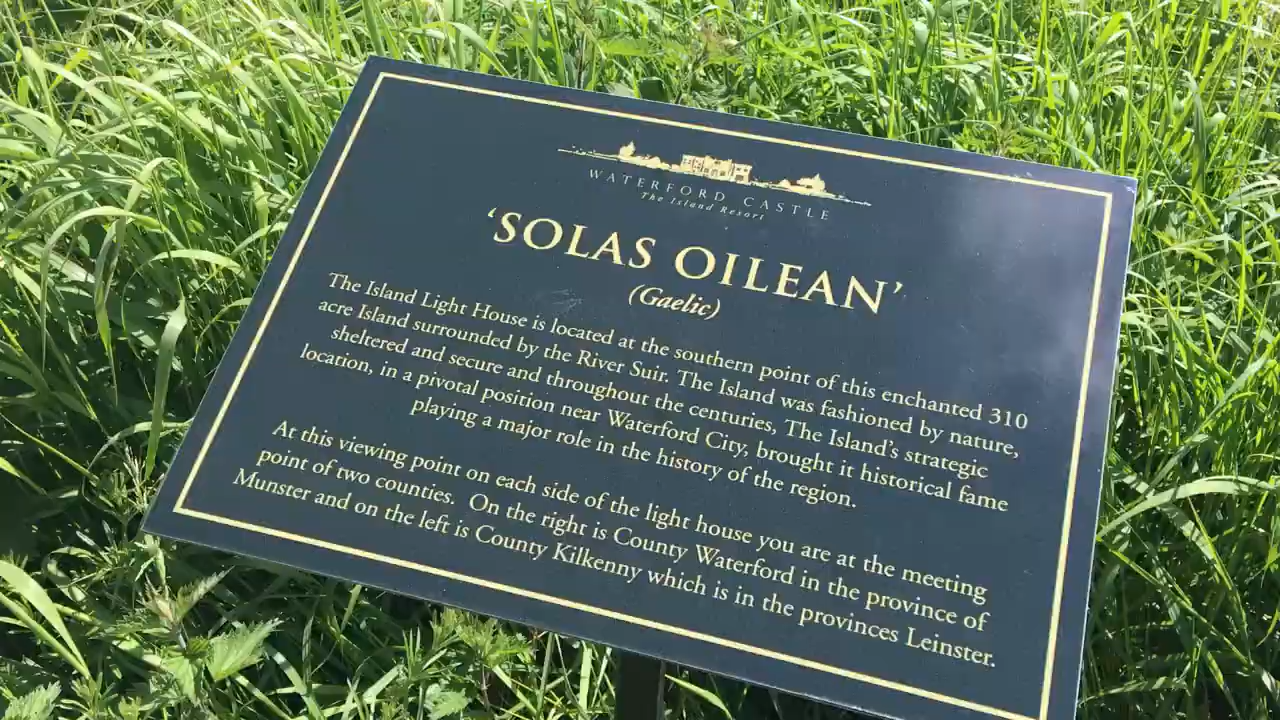 WATERFORD CASTLE
The Island Resort
‘SOLAS OILEAN’
(Gaelic)
The Island Light House is located at the southern point of this enchanted 310
acre Island surrounded by the River Suir. The Island was fashioned by nature,
sheltered and secure and throughout the centuries, The Island's strategic
location, in a pivotal position near Waterford City, brought it historical fame
playing a major role in the history of the region.
At this viewing point on each side of the light house you are at the meeting
point of two counties. On the right is County Waterford in the province of
Munster and on the left is County Kilkenny which is in the provinces Leinster.